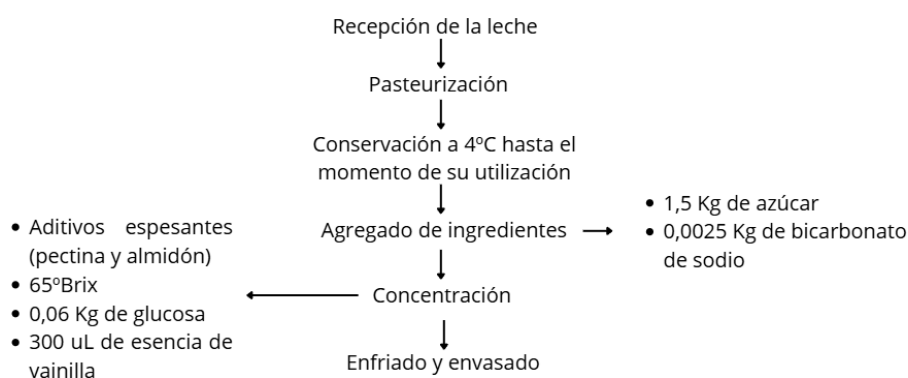 Recepción de la leche
Pasteurización
Conservación a 4ºC hasta el
momento de su utilización
Agregado de ingredientes
• 1,5 Kg de azúcar
• 0,0025 Kg de bicarbonato
de sodio
Concentración
• Aditivos espesantes
(pectina y almidón)
• 65ºBrix
• 0,06 Kg de glucosa
• 300 uL de esencia de
vainilla
Enfriado y envasado